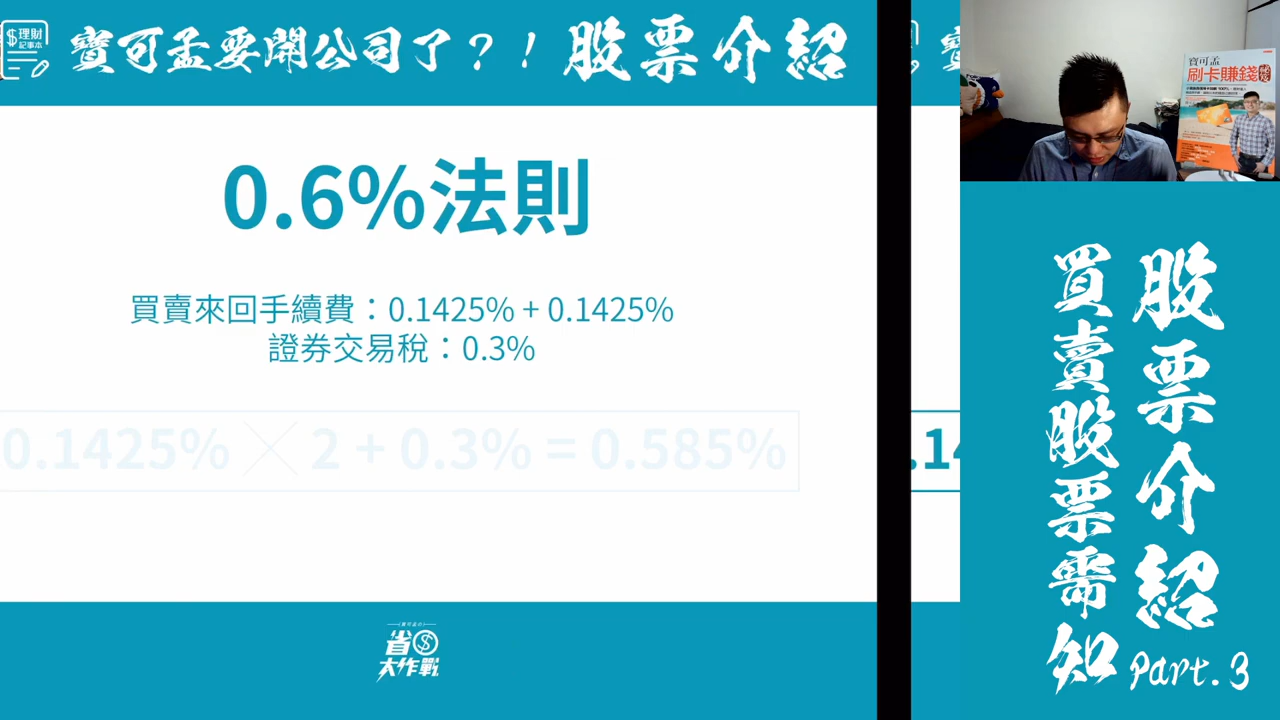 $理財
記事本
寶可孟要開公司了？！股票介紹
0.6%法則
買賣來回手續費：0.1425% + 0.1425%
證券交易稅：0.3%
0.1425% × 2 + 0.3% = 0.585%
.14
省$
大作戰
寶可孟
刷卡賺錢
股票介紹
買賣股票需知
Part.3